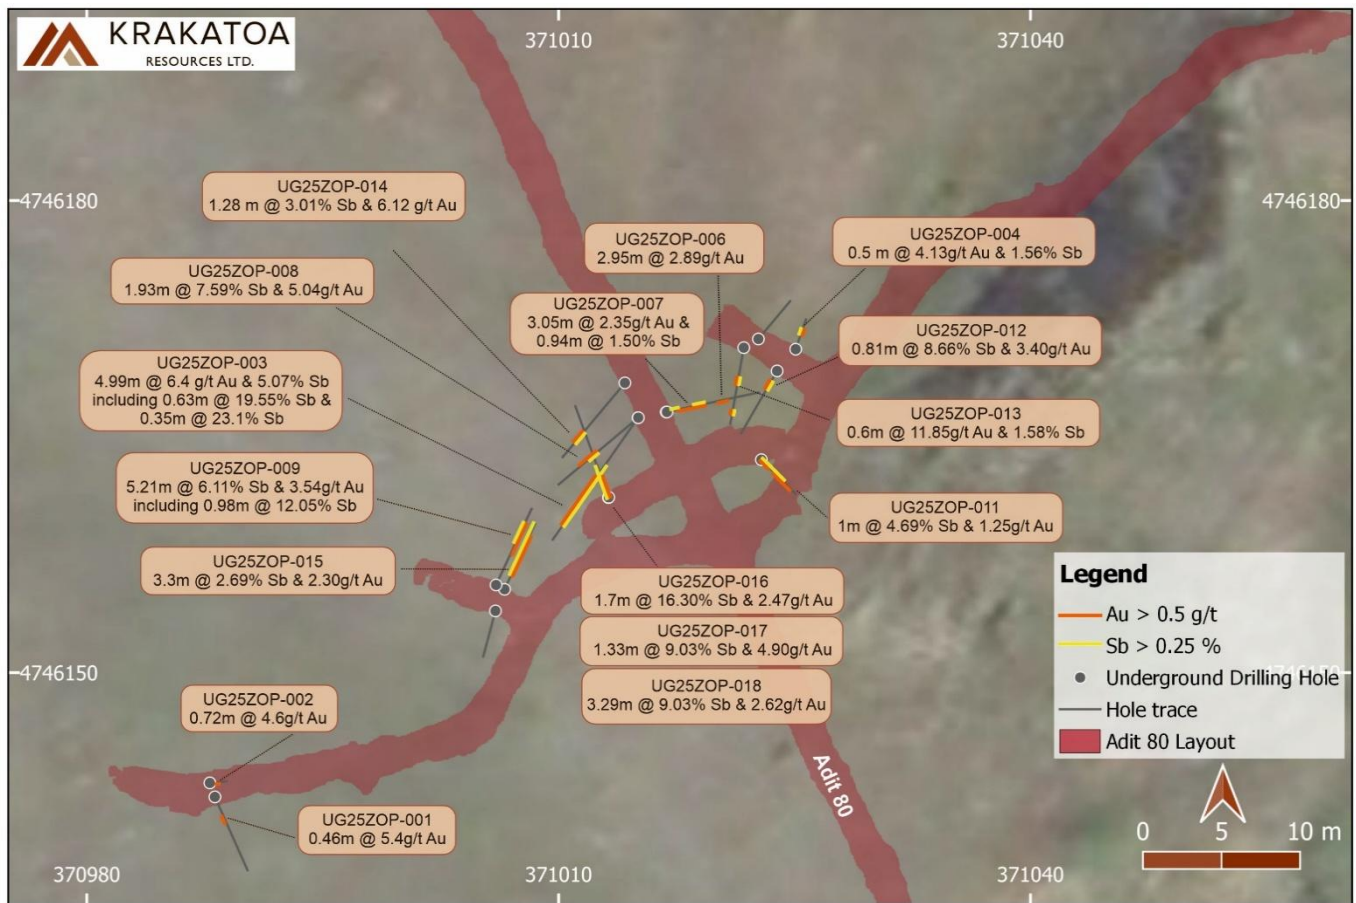 KRAKATOA
RESOURCES LTD.
371010
371040
4746180
4746180
UG25ZOP-014
1.28 m @ 3.01% Sb & 6.12 g/t Au
UG25ZOP-006
2.95m @ 2.89g/t Au
UG25ZOP-004
0.5 m @ 4.13g/t Au & 1.56% Sb
UG25ZOP-008
1.93m @ 7.59% Sb & 5.04g/t Au
UG25ZOP-007
3.05m @ 2.35g/t Au &
0.94m @ 1.50% Sb
UG25ZOP-012
0.81m @ 8.66% Sb & 3.40g/t Au
UG25ZOP-003
4.99m @ 6.4 g/t Au & 5.07% Sb
including 0.63m @ 19.55% Sb &
0.35m @ 23.1% Sb
UG25ZOP-013
0.6m @ 11.85g/t Au & 1.58% Sb
UG25ZOP-009
5.21m @ 6.11% Sb & 3.54g/t Au
including 0.98m @ 12.05% Sb
UG25ZOP-011
1m @ 4.69% Sb & 1.25g/t Au
UG25ZOP-015
3.3m @ 2.69% Sb & 2.30g/t Au
UG25ZOP-016
1.7m @ 16.30% Sb & 2.47g/t Au
UG25ZOP-017
1.33m @ 9.03% Sb & 4.90g/t Au
UG25ZOP-018
3.29m @ 9.03% Sb & 2.62g/t Au
Legend
Au > 0.5 g/t
Sb > 0.25 %
Underground Drilling Hole
Hole trace
Adit 80 Layout
4746150
4746150
UG25ZOP-002
0.72m @ 4.6g/t Au
UG25ZOP-001
0.46m @ 5.4g/t Au
Adit 80
0 5 10 m
370980
371010
371040